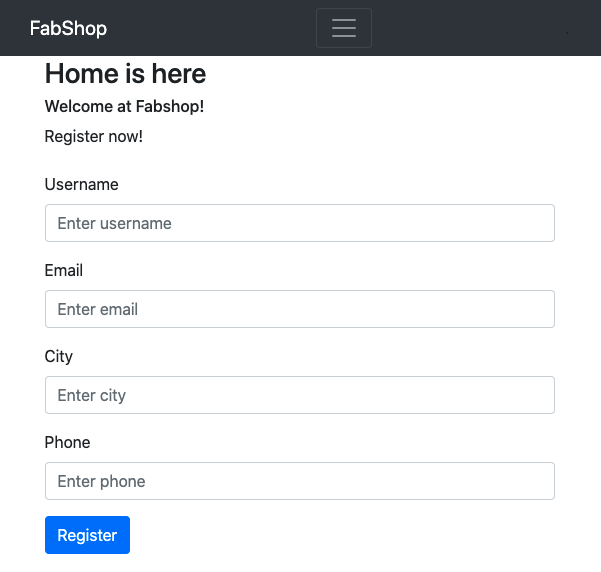 FabShop
Home is here
Welcome at Fabshop!
Register now!
Username
Enter username
Email
Enter email
City
Enter city
Phone
Enter phone
Register